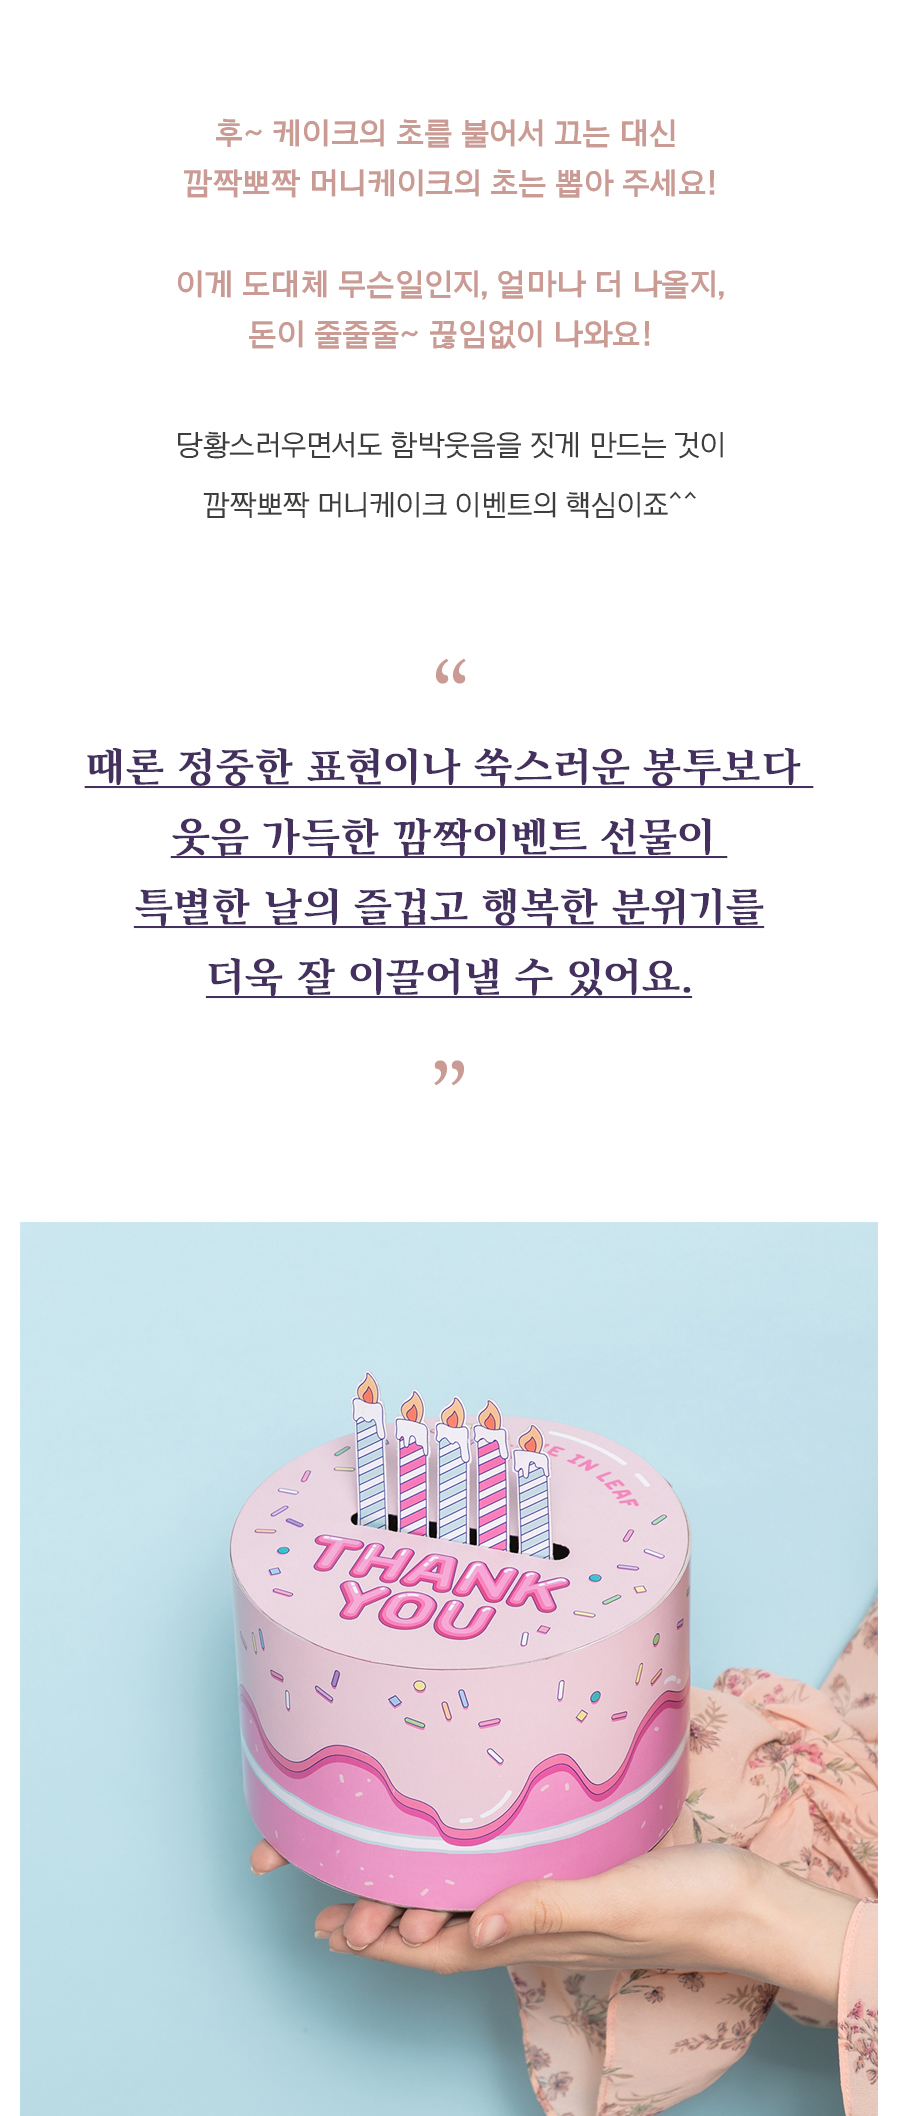 후~ 케이크의 초를 불어서 끄는 대신
깜짝뽀짝 머니케이크의 초는 뽑아 주세요!
이게 도대체 무슨일인지, 얼마나 더 나올지,
돈이 줄줄줄~ 끊임없이 나와요!
당황스러우면서도 함박웃음을 짓게 만드는 것이
깜짝뽀짝 머니케이크 이벤트의 핵심이죠^^
“
때론 정중한 표현이나 쑥스러운 봉투보다
웃음 가득한 깜짝이벤트 선물이
특별한 날의 즐겁고 행복한 분위기를
더욱 잘 이끌어낼 수 있어요.
”
IN LEAF
THANK
YOU